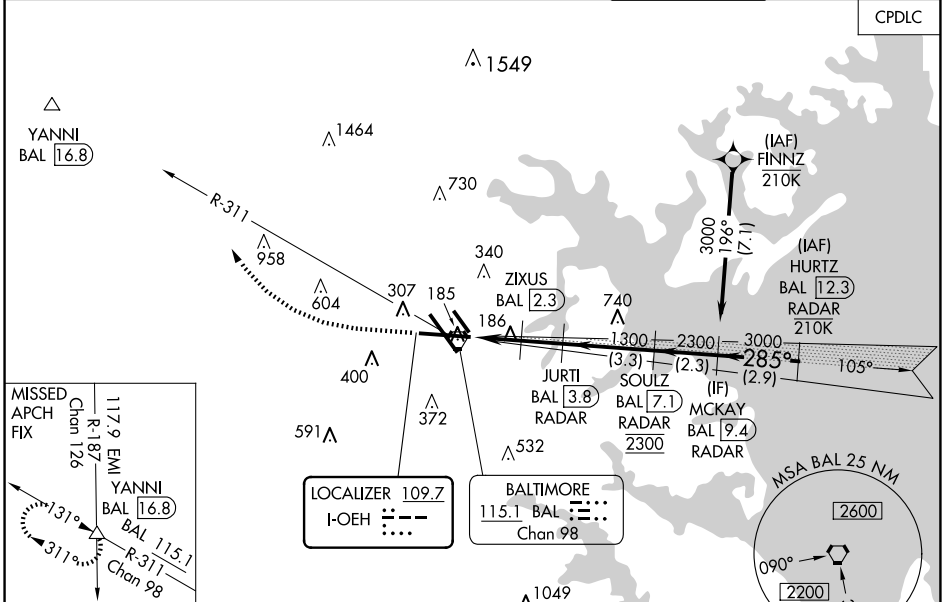 CPDLC
1549
YANNI
BAL 16.8
1464
730
R-311
958
604
307
185
340
ZIXUS
BAL 2.3
186
740
(IAF)
FINNZ
210K
3000
196°
(7.1)
(IAF)
HURTZ
BAL 12.3
RADAR
210K
1300 2300 3000
285°
(3.3) (2.3) (2.9)
105°
400
372
591
532
JURTI
BAL 3.8
RADAR
SOULZ
BAL 7.1
RADAR
2300
(IF)
MCKAY
BAL 9.4
RADAR
MISSED
APCH
FIX
117.9 EMI
R-187
Chan 126
YANNI
BAL 16.8
BAL 115.1
R-311
Chan 98
131°
311°
LOCALIZER 109.7
I-OEH
BALTIMORE
115.1 BAL
Chan 98
MSA BAL 25 NM
2600
090°
2200
1049